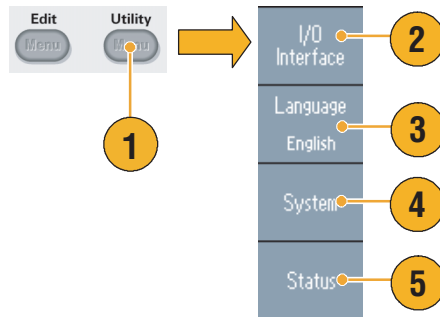 Edit
Utility
Menu
Menu
1
I/O
Interface
2
Language
English
3
System
4
Status
5